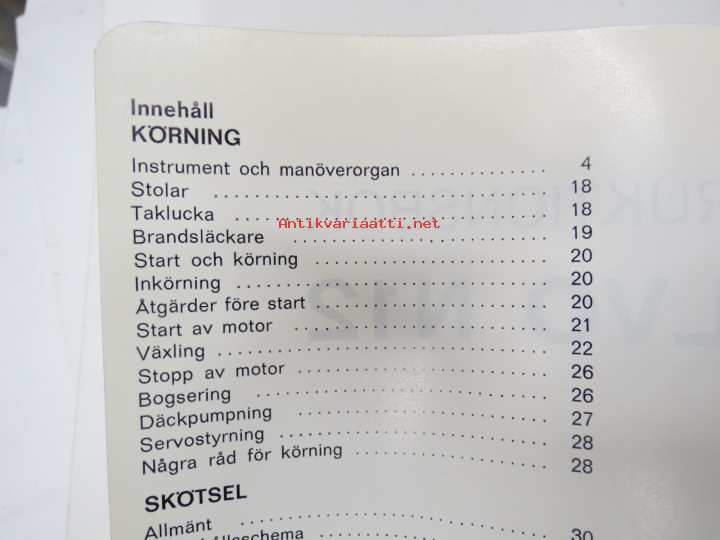 Innehåll
KÖRNING
Instrument och manöverorgan 4
Stolar 18
Taklucka 18
Antikvariaatti.net
Brandsläckare 19
Start och körning 20
Inkörning 20
Åtgärder före start 20
Start av motor 21
Växling 22
Stopp av motor 26
Bogsering 26
Däckpumpning 27
Servostyrning 28
Några råd för körning 28
SKÖTSEL
Allmänt 30